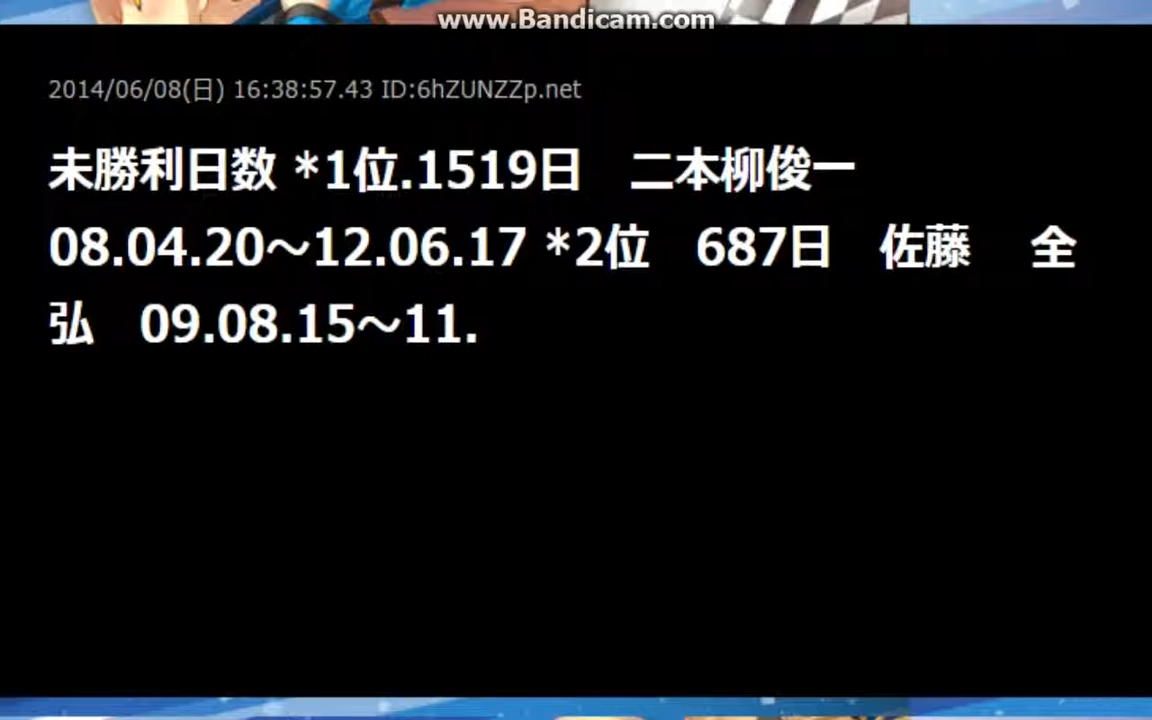 www.Bandicam.com
2014/06/08(日) 16:38:57.43 ID:6hZUNZZp.net
未勝利日数 *1位.1519日　二本柳俊一
08.04.20～12.06.17 *2位　687日　佐藤　 全
弘　09.08.15～11.